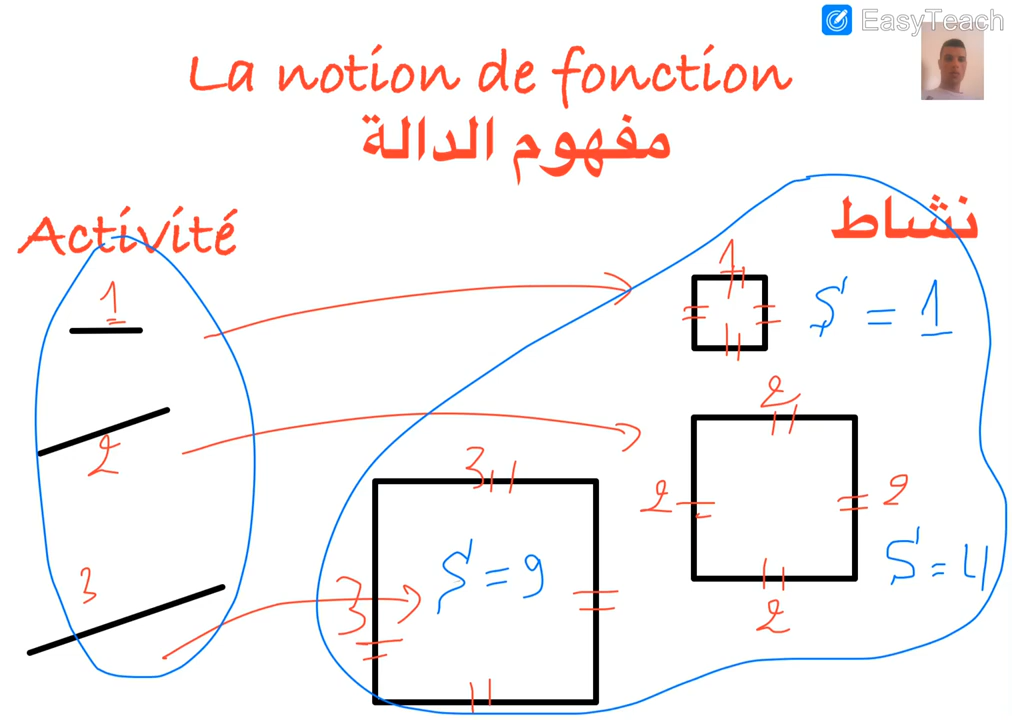 EasyTeach
La notion de fonction
مفهوم الدالة
Activité
نشاط
1
1
S = 1
2
2
2
2
2
S = 4
3
3
3
S = 9